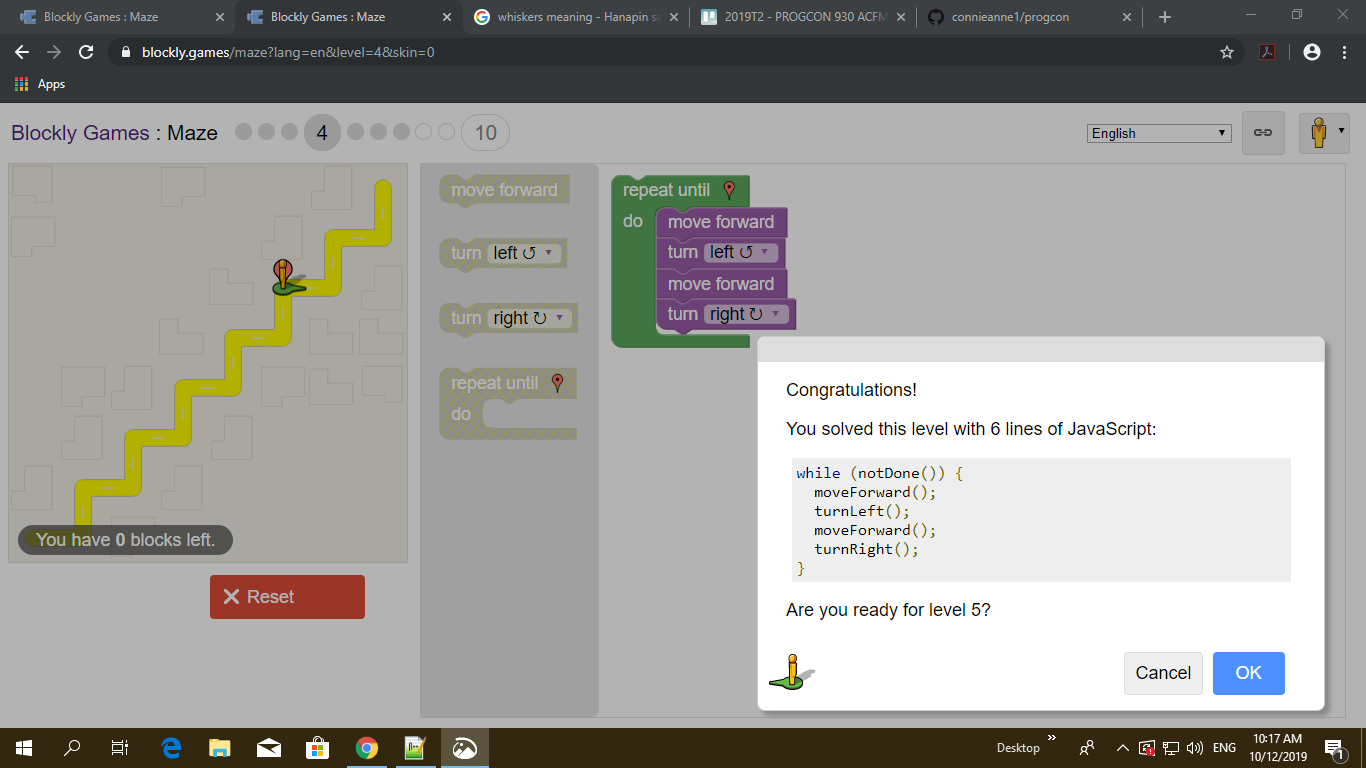 Blockly Games : Maze
Blockly Games : Maze
whiskers meaning - Hanapin sa
2019T2 - PROGCON 930 ACFM
connieanne1/progcon
blockly.games/maze?lang=en&level=4&skin=0
Apps
Blockly Games : Maze 4 10
English
move forward
turn left ↺
turn right ↻
repeat until
do
repeat until
do
move forward
turn left ↺
move forward
turn right ↻
You have 0 blocks left.
Reset
Congratulations!
You solved this level with 6 lines of JavaScript:
while (notDone()) {
  moveForward();
  turnLeft();
  moveForward();
  turnRight();
}
Are you ready for level 5?
Cancel
OK
Desktop
ENG
10:17 AM
10/12/2019
1